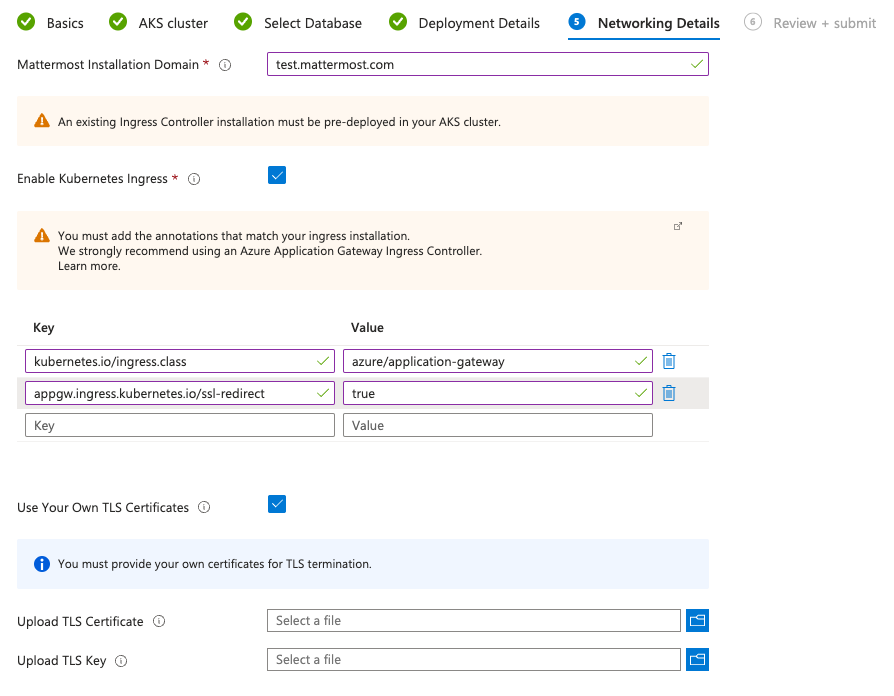 Basics AKS cluster Select Database Deployment Details 5 Networking Details 6 Review + submit
Mattermost Installation Domain * test.mattermost.com
An existing Ingress Controller installation must be pre-deployed in your AKS cluster.
Enable Kubernetes Ingress *
You must add the annotations that match your ingress installation.
We strongly recommend using an Azure Application Gateway Ingress Controller.
Learn more.
Key Value
kubernetes.io/ingress.class azure/application-gateway
appgw.ingress.kubernetes.io/ssl-redirect true
Key Value
Use Your Own TLS Certificates
You must provide your own certificates for TLS termination.
Upload TLS Certificate Select a file
Upload TLS Key Select a file